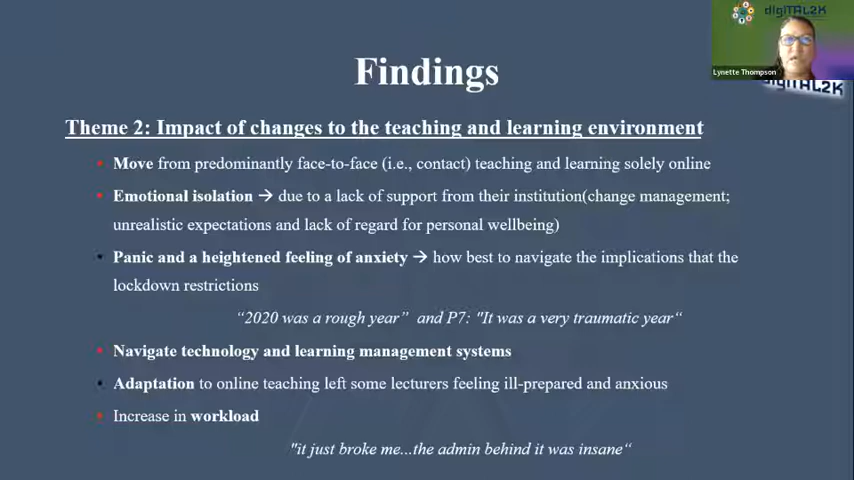 digiTAL2K
Lynette Thompson
digiTAL2K
Findings
Theme 2: Impact of changes to the teaching and learning environment
• Move from predominantly face-to-face (i.e., contact) teaching and learning solely online
• Emotional isolation → due to a lack of support from their institution(change management;
unrealistic expectations and lack of regard for personal wellbeing)
• Panic and a heightened feeling of anxiety → how best to navigate the implications that the
lockdown restrictions
“2020 was a rough year” and P7: "It was a very traumatic year“
• Navigate technology and learning management systems
• Adaptation to online teaching left some lecturers feeling ill-prepared and anxious
• Increase in workload
"it just broke me...the admin behind it was insane“